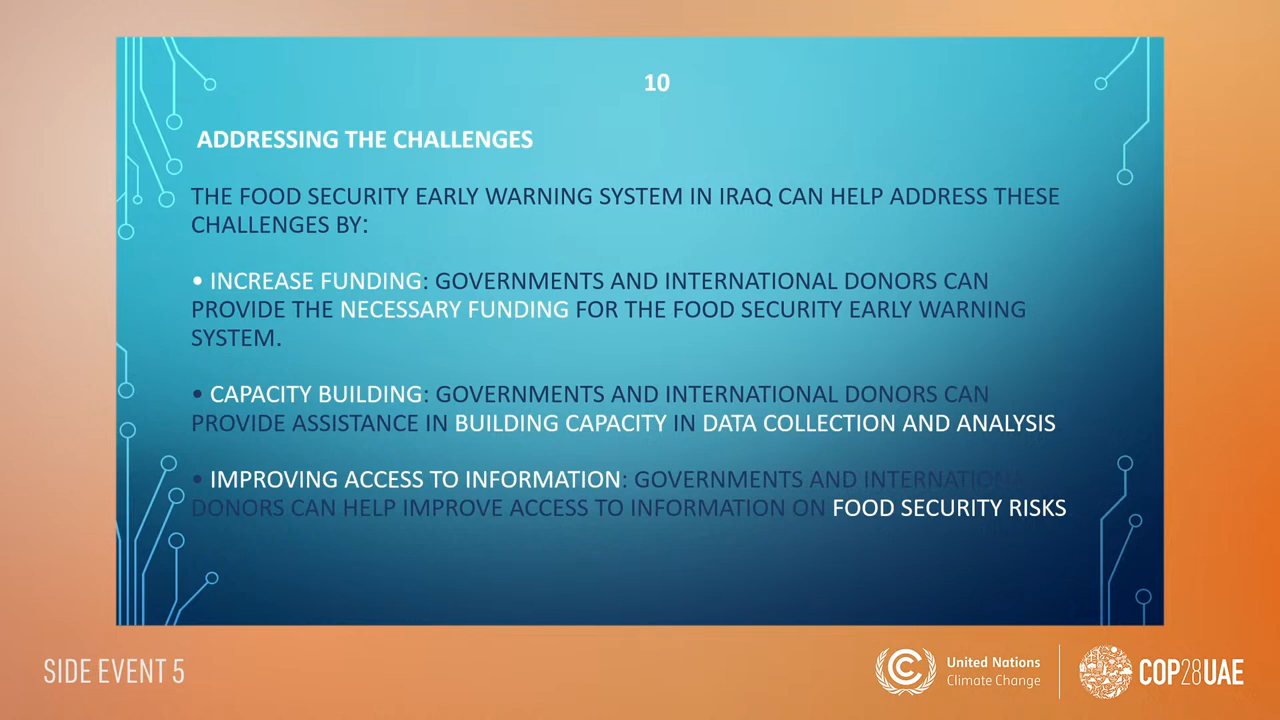 10
ADDRESSING THE CHALLENGES
THE FOOD SECURITY EARLY WARNING SYSTEM IN IRAQ CAN HELP ADDRESS THESE
CHALLENGES BY:
• INCREASE FUNDING: GOVERNMENTS AND INTERNATIONAL DONORS CAN
PROVIDE THE NECESSARY FUNDING FOR THE FOOD SECURITY EARLY WARNING
SYSTEM.
• CAPACITY BUILDING: GOVERNMENTS AND INTERNATIONAL DONORS CAN
PROVIDE ASSISTANCE IN BUILDING CAPACITY IN DATA COLLECTION AND ANALYSIS
• IMPROVING ACCESS TO INFORMATION: GOVERNMENTS AND INTERNATIONAL
DONORS CAN HELP IMPROVE ACCESS TO INFORMATION ON FOOD SECURITY RISKS
SIDE EVENT 5
United Nations
Climate Change
COP28UAE